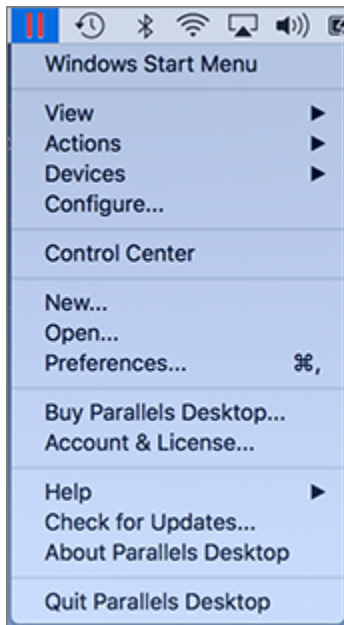 Windows Start Menu
View
Actions
Devices
Configure...
Control Center
New...
Open...
Preferences... ⌘,
Buy Parallels Desktop...
Account & License...
Help
Check for Updates...
About Parallels Desktop
Quit Parallels Desktop